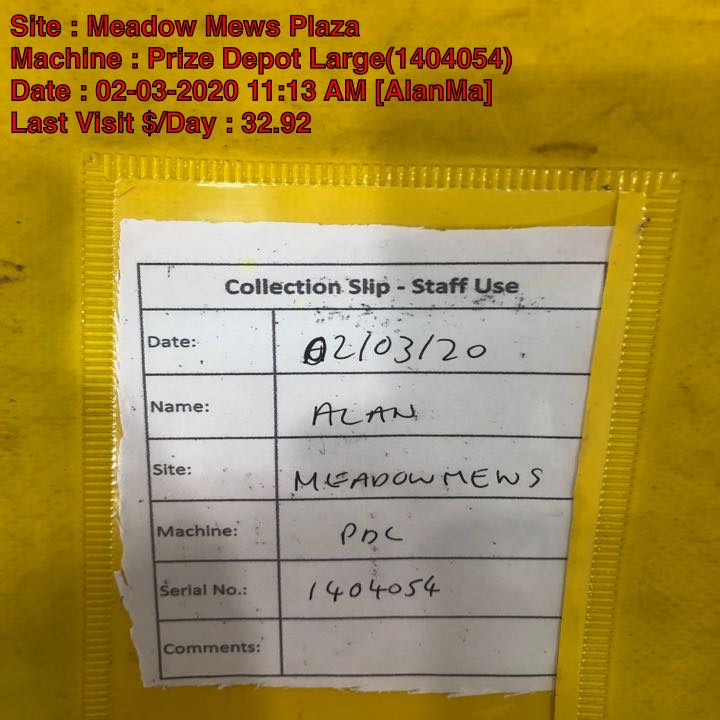 Site : Meadow Mews Plaza
Machine : Prize Depot Large(1404054)
Date : 02-03-2020 11:13 AM [AlanMa]
Last Visit $/Day : 32.92
Collection Slip - Staff Use
Date: 02/03/20
Name: ALAN
Site: MEADOW MEWS
Machine: PDL
Serial No.: 1404054
Comments: